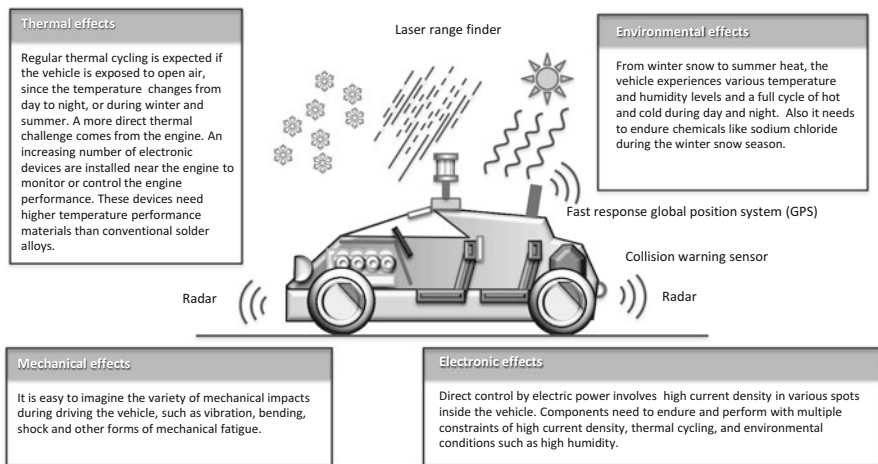 Thermal effects
Regular thermal cycling is expected if
the vehicle is exposed to open air,
since the temperature changes from
day to night, or during winter and
summer. A more direct thermal
challenge comes from the engine. An
increasing number of electronic
devices are installed near the engine to
monitor or control the engine
performance. These devices need
higher temperature performance
materials than conventional solder
alloys.
Laser range finder
Environmental effects
From winter snow to summer heat, the
vehicle experiences various temperature
and humidity levels and a full cycle of hot
and cold during day and night. Also it needs
to endure chemicals like sodium chloride
during the winter snow season.
Fast response global position system (GPS)
Collision warning sensor
Radar
Radar
Mechanical effects
It is easy to imagine the variety of mechanical impacts
during driving the vehicle, such as vibration, bending,
shock and other forms of mechanical fatigue.
Electronic effects
Direct control by electric power involves high current density in various spots
inside the vehicle. Components need to endure and perform with multiple
constraints of high current density, thermal cycling, and environmental
conditions such as high humidity.